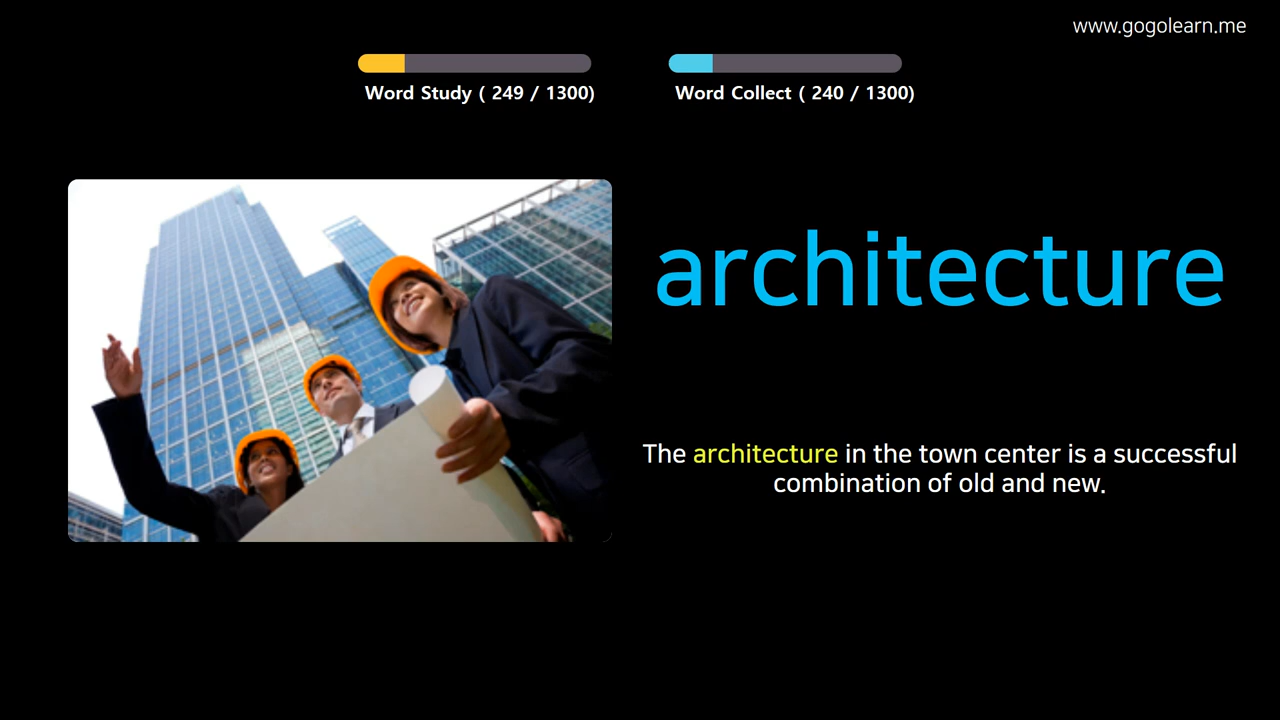 www.gogolearn.me
Word Study ( 249 / 1300)
Word Collect ( 240 / 1300)
architecture
The architecture in the town center is a successful
combination of old and new.